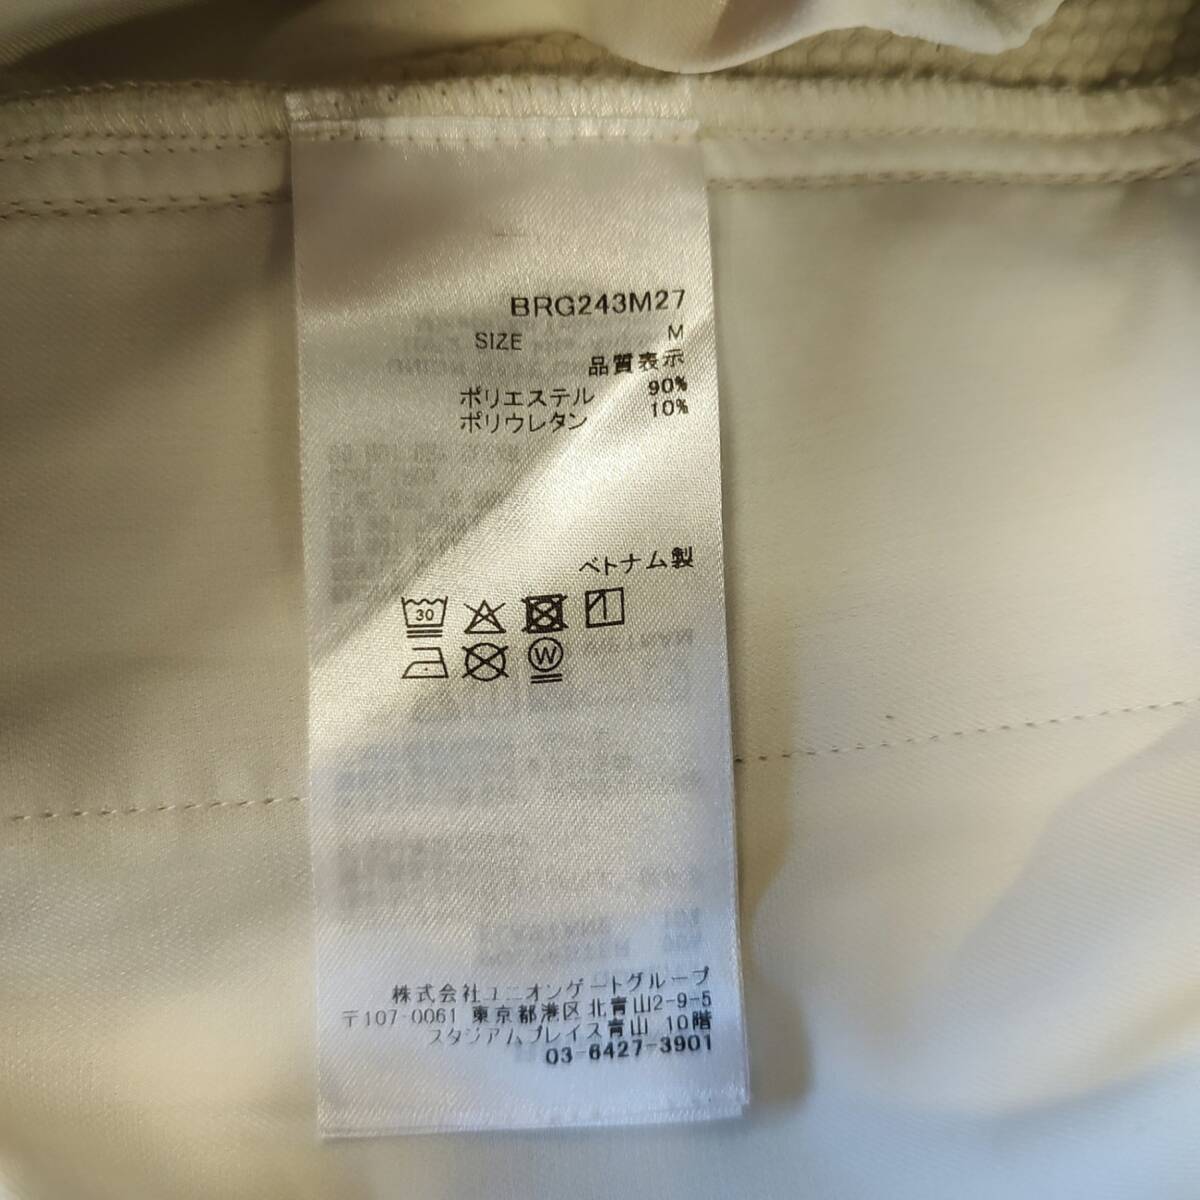 BRG243M27
SIZE M
品質表示
ポリエステル 90%
ポリウレタン 10%
ベトナム製
30
W
株式会社ユニオンゲートグループ
〒107-0061 東京都港区北青山2-9-5
スタジアムプレイス青山 10階
03-6427-3901